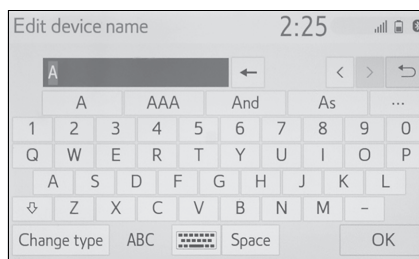 Edit device name 2:25
A
A AAA And As ...
1 2 3 4 5 6 7 8 9 0
Q W E R T Y U I O P
A S D F G H J K L
Z X C V B N M -
Change type ABC Space OK